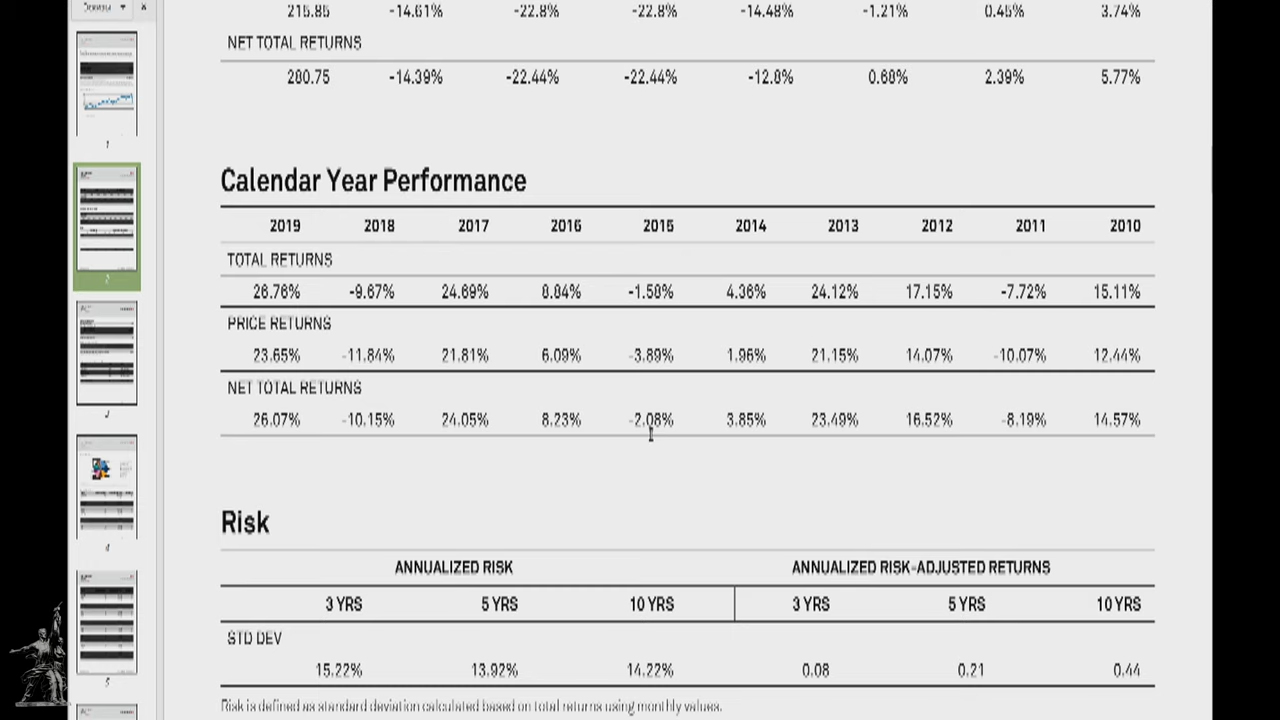 215.85 -14.61% -22.8% -22.8% -14.48% -1.21% 0.45% 3.74%
NET TOTAL RETURNS
280.75 -14.39% -22.44% -22.44% -12.8% 0.68% 2.39% 5.77%
Calendar Year Performance
2019 2018 2017 2016 2015 2014 2013 2012 2011 2010
TOTAL RETURNS
26.76% -9.67% 24.69% 8.84% -1.58% 4.36% 24.12% 17.15% -7.72% 15.11%
PRICE RETURNS
23.65% -11.84% 21.81% 6.09% -3.89% 1.96% 21.15% 14.07% -10.07% 12.44%
NET TOTAL RETURNS
26.07% -10.15% 24.05% 8.23% -2.08% 3.85% 23.49% 16.52% -8.19% 14.57%
Risk
ANNUALIZED RISK ANNUALIZED RISK-ADJUSTED RETURNS
3 YRS 5 YRS 10 YRS 3 YRS 5 YRS 10 YRS
STD DEV
15.22% 13.92% 14.22% 0.08 0.21 0.44
Risk is defined as standard deviation calculated based on total returns using monthly values.
1
2
3
4
5